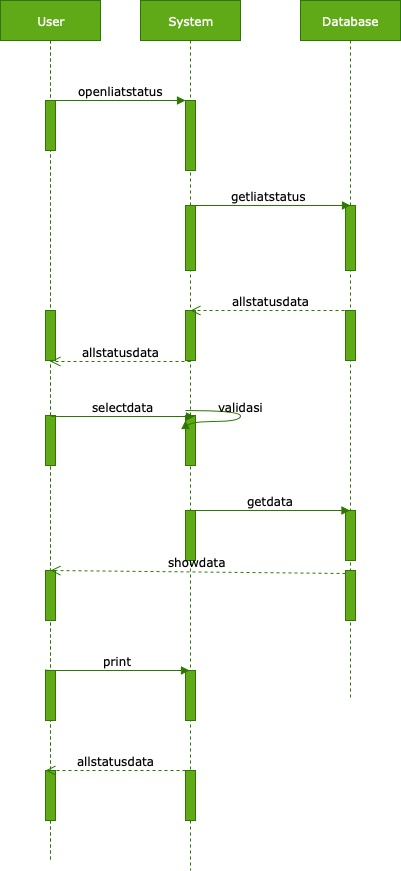 User
System
Database
openliatstatus
getliatstatus
allstatusdata
allstatusdata
selectdata
validasi
getdata
showdata
print
allstatusdata